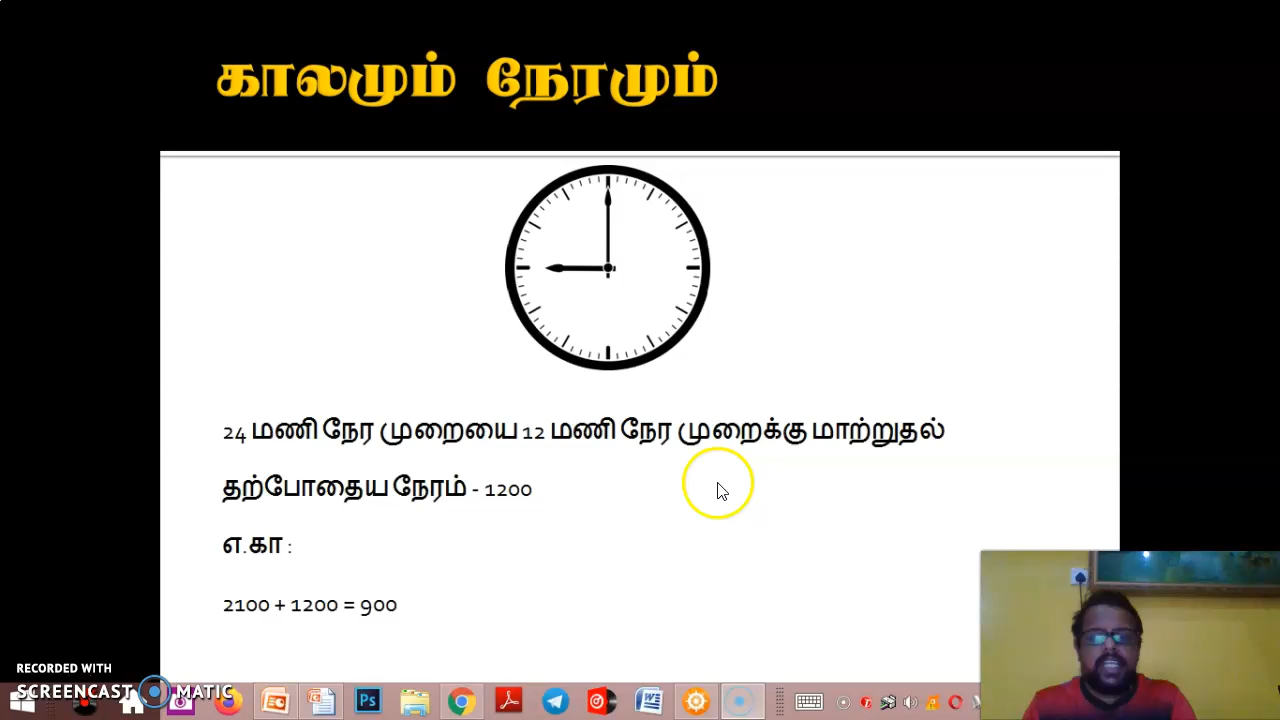 காலமும் நேரமும்
24 மணி நேர முறையை 12 மணி நேர முறைக்கு மாற்றுதல்
தற்போதைய நேரம் - 1200
எ.கா :
2100 + 1200 = 900
RECORDED WITH
SCREENCAST MATIC